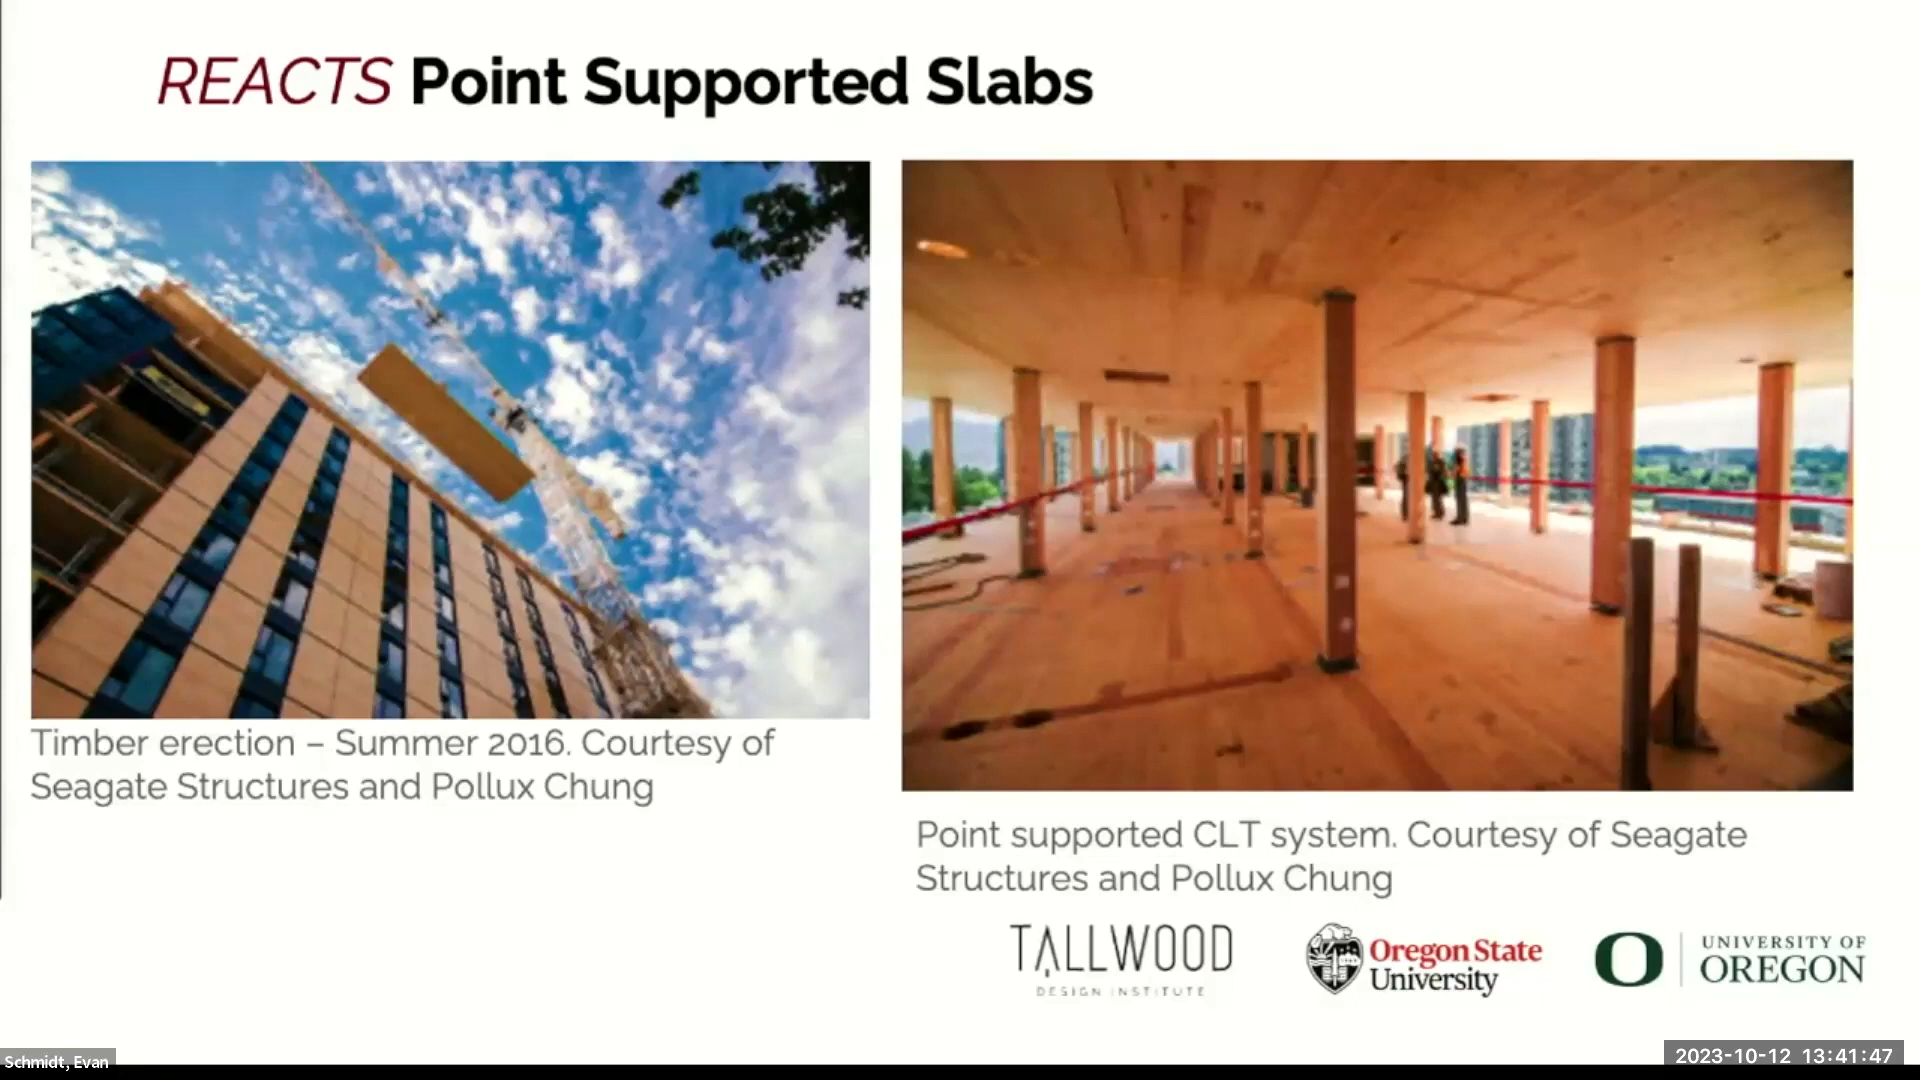 REACTS Point Supported Slabs
Timber erection – Summer 2016. Courtesy of
Seagate Structures and Pollux Chung
Point supported CLT system. Courtesy of Seagate
Structures and Pollux Chung
TALLWOOD
DESIGN INSTITUTE
Oregon State
University
UNIVERSITY OF
OREGON
Schmidt, Evan
2023-10-12 13:41:47